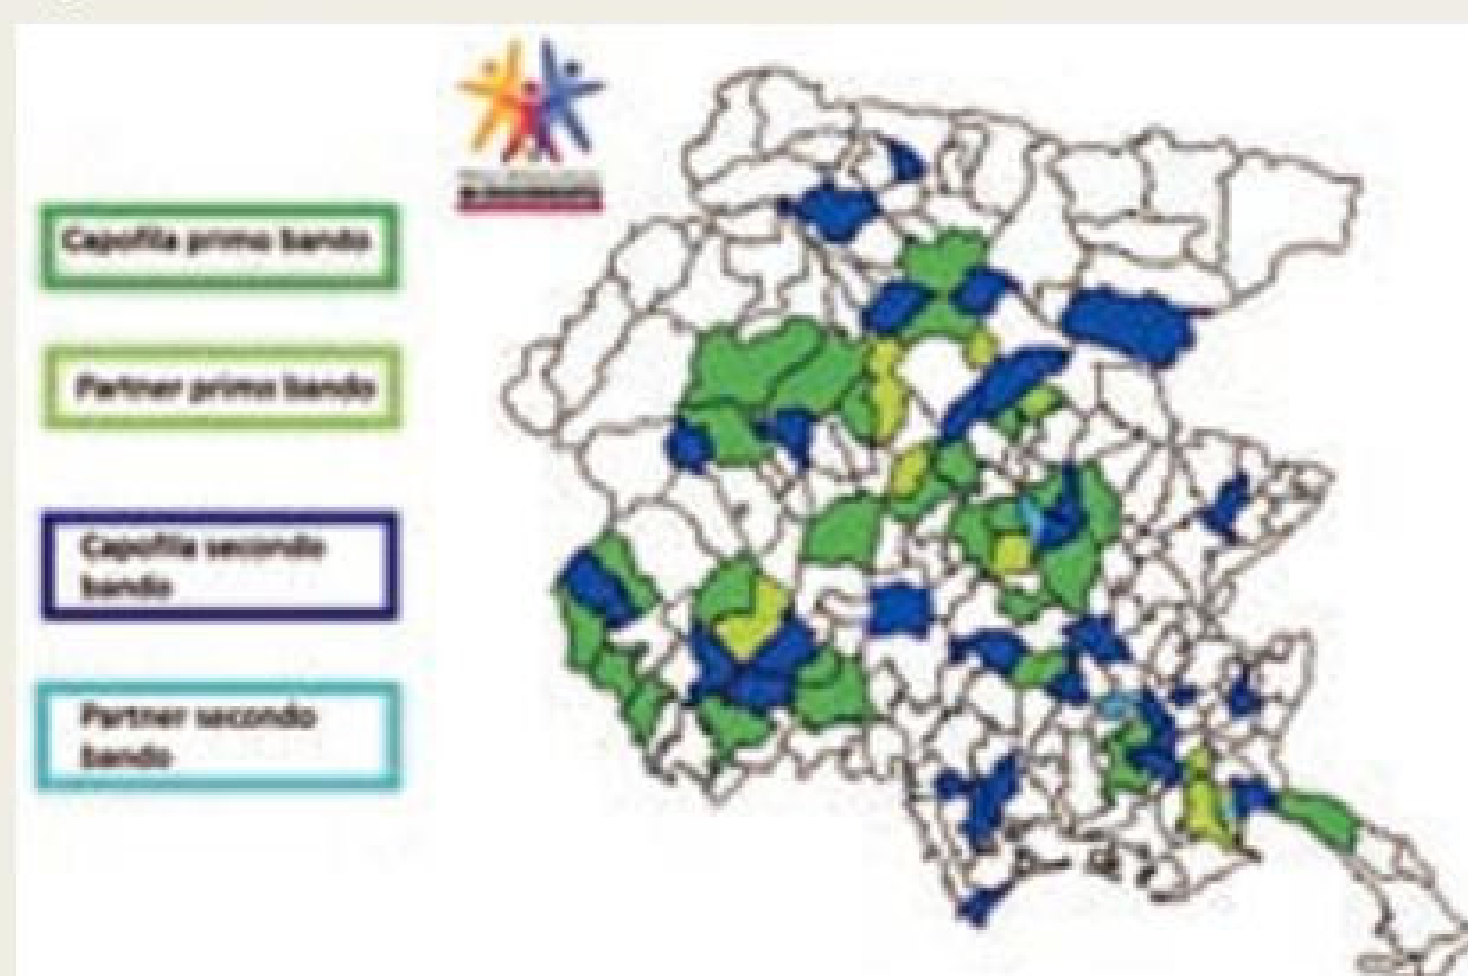 Capofila primo bando
Partner primo bando
Capofila secondo
bando
Partner secondo
bando